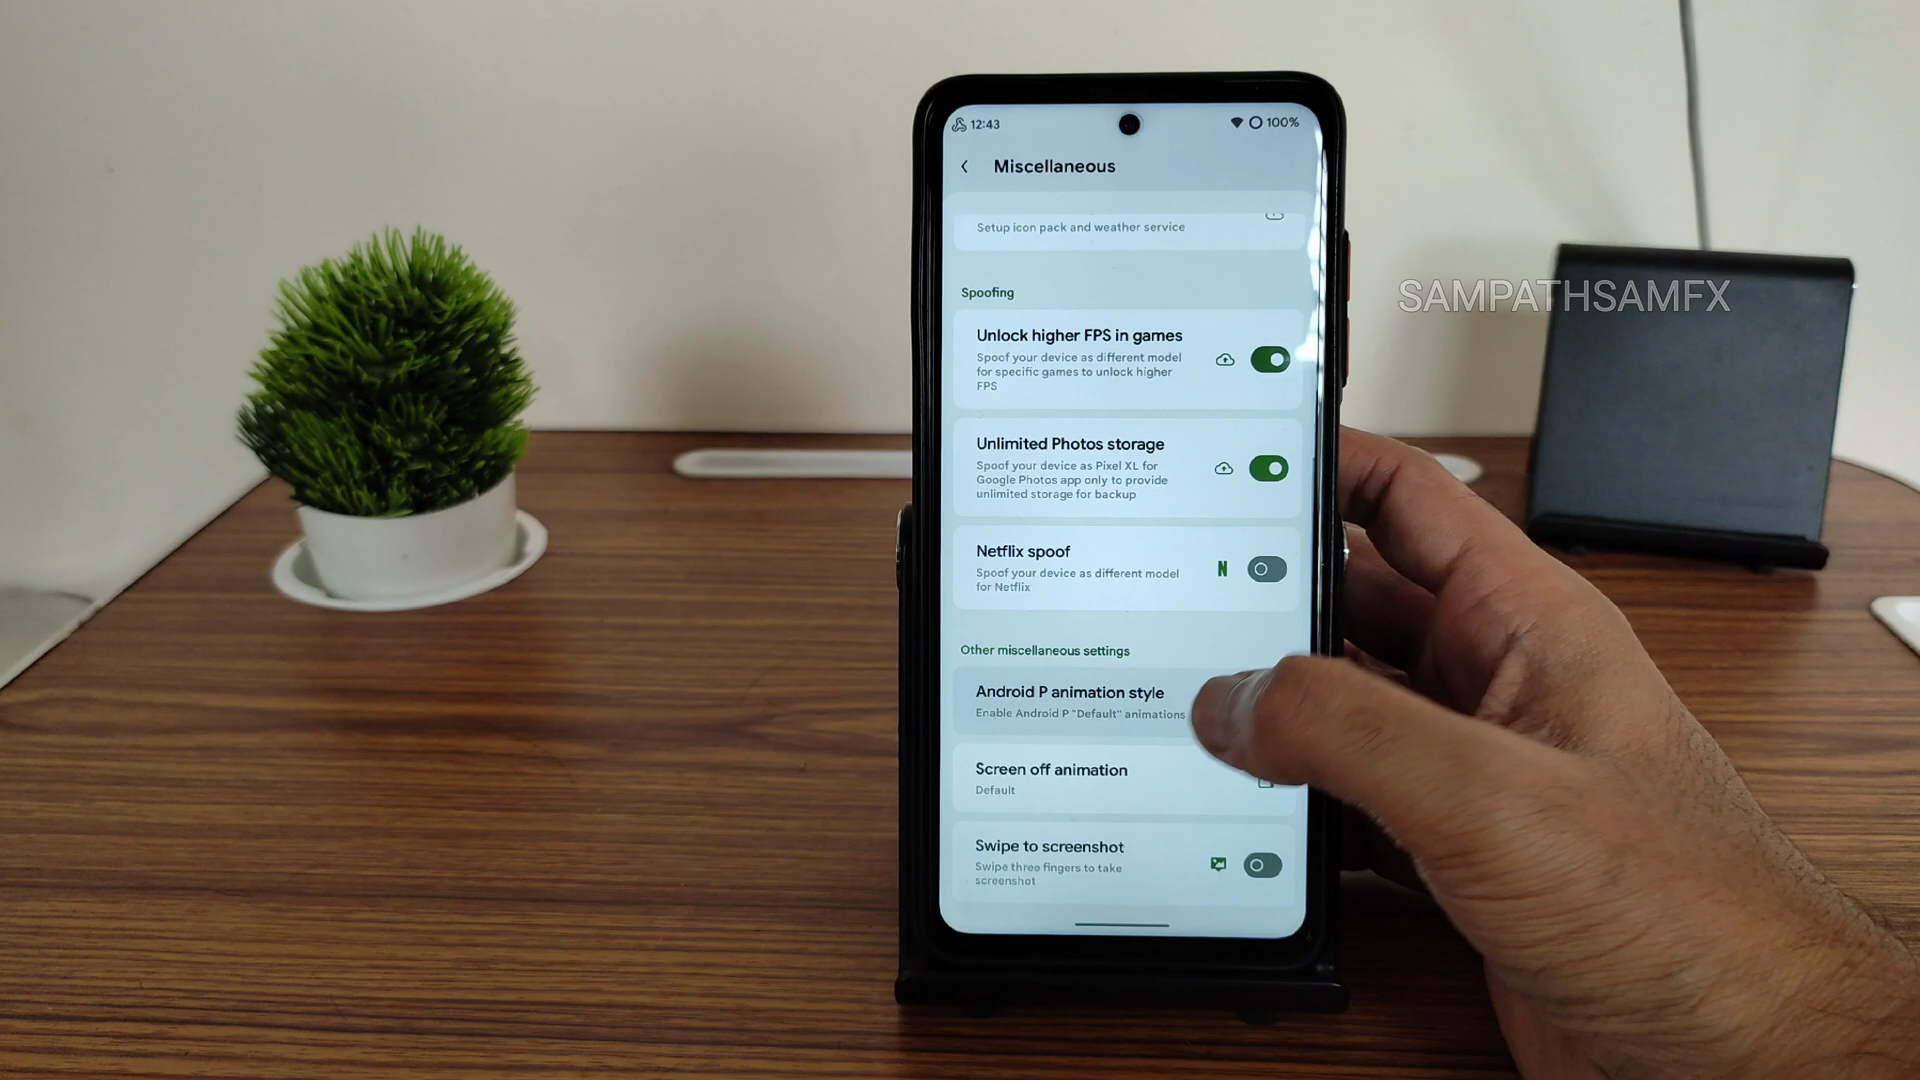 12:43
100%
Miscellaneous
Setup icon pack and weather service
Spoofing
Unlock higher FPS in games
Spoof your device as different model
for specific games to unlock higher
FPS
Unlimited Photos storage
Spoof your device as Pixel XL for
Google Photos app only to provide
unlimited storage for backup
Netflix spoof
Spoof your device as different model
for Netflix
N
Other miscellaneous settings
Android P animation style
Enable Android P "Default" animations
Screen off animation
Default
Swipe to screenshot
Swipe three fingers to take
screenshot
SAMPATHSAMFX